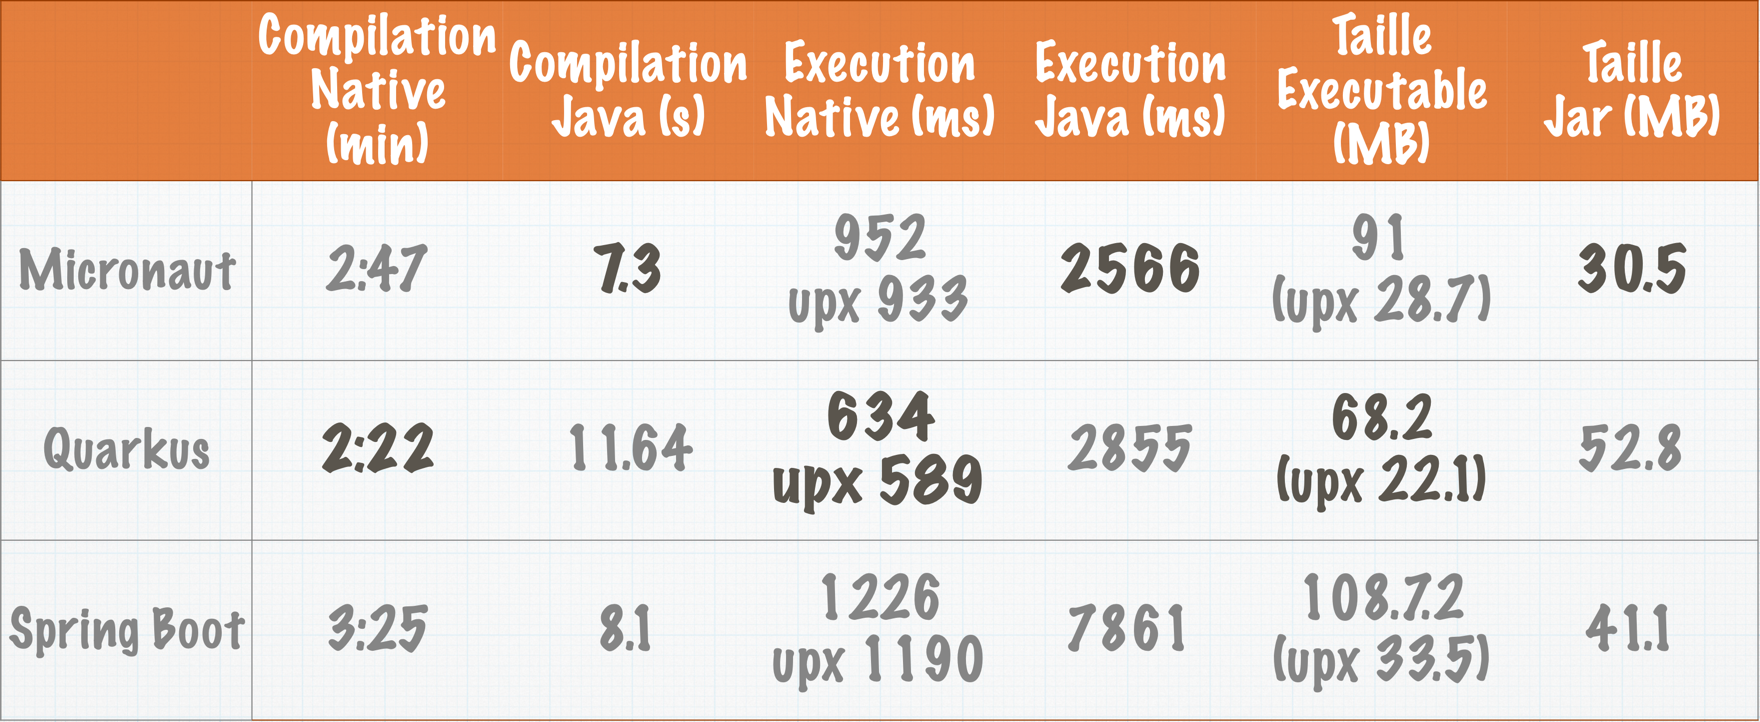 Compilation
Native
(min)
Compilation
Java (s)
Execution
Native (ms)
Execution
Java (ms)
Taille
Executable
(MB)
Taille
Jar (MB)
Micronaut
2:47
7.3
952
upx 933
2566
91
(upx 28.7)
30.5
Quarkus
2:22
11.64
634
upx 589
2855
68.2
(upx 22.1)
52.8
Spring Boot
3:25
8.1
1226
upx 1190
7861
108.7.2
(upx 33.5)
41.1